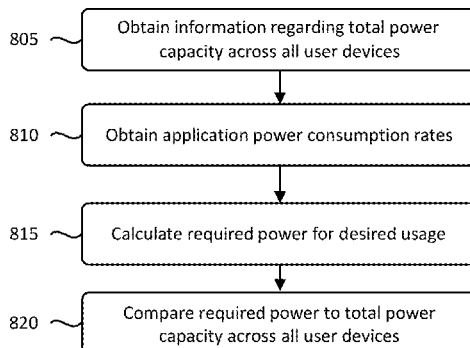 805
Obtain information regarding total power
capacity across all user devices
810
Obtain application power consumption rates
815
Calculate required power for desired usage
820
Compare required power to total power
capacity across all user devices